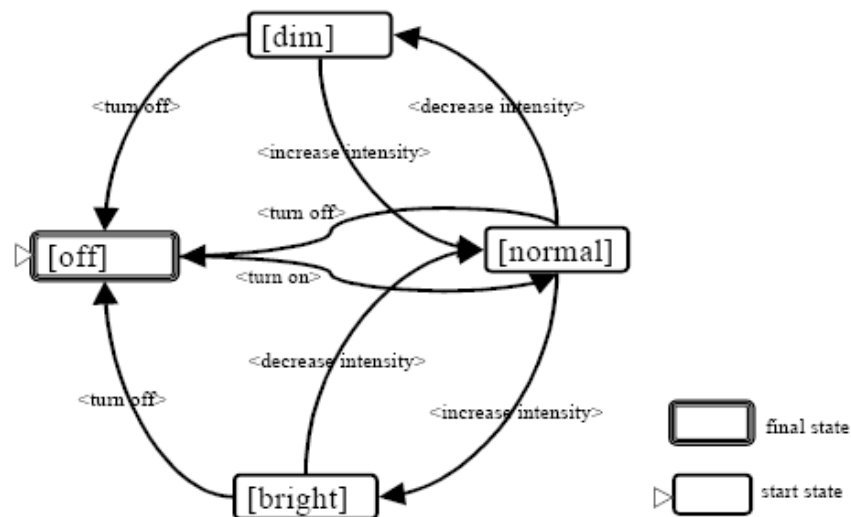 [dim]
<turn off>
<decrease intensity>
<increase intensity>
<turn off>
[off]
[normal]
<turn on>
<decrease intensity>
<turn off>
<increase intensity>
final state
[bright]
start state